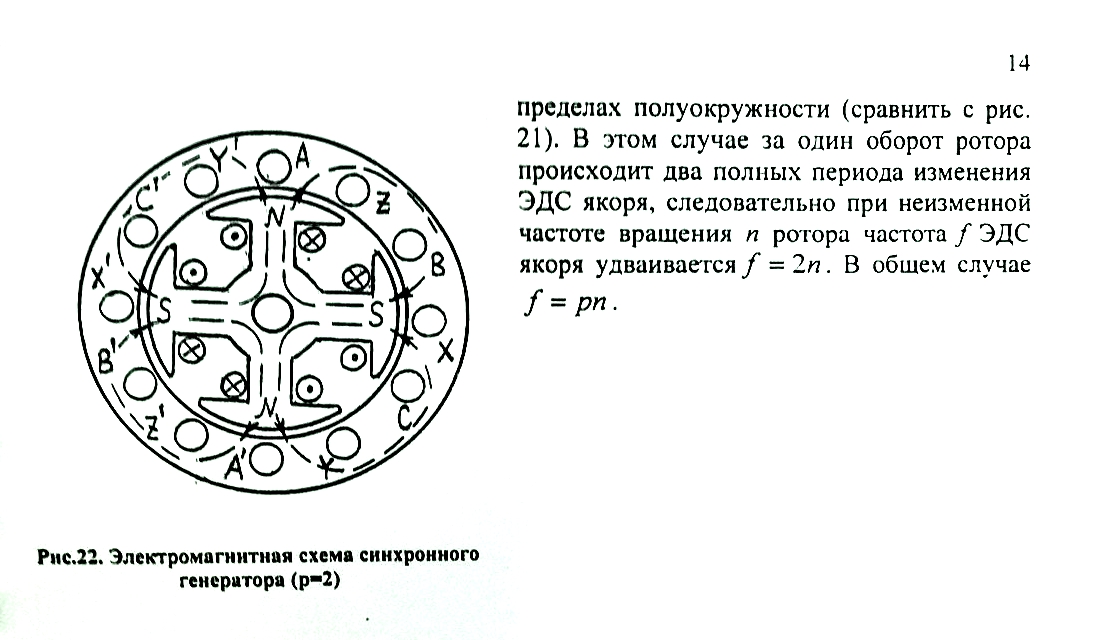 14
пределах полуокружности (сравнить с рис.
21). В этом случае за один оборот ротора
происходит два полных периода изменения
ЭДС якоря, следовательно при неизменной
частоте вращения n ротора частота f ЭДС
якоря удваивается f = 2n. В общем случае
f = pn.
Y'
A
C'
Z
N
X'
B
S
S
B'
X
Z'
N
C
A'
Y
Рис.22. Электромагнитная схема синхронного
генератора (p=2)